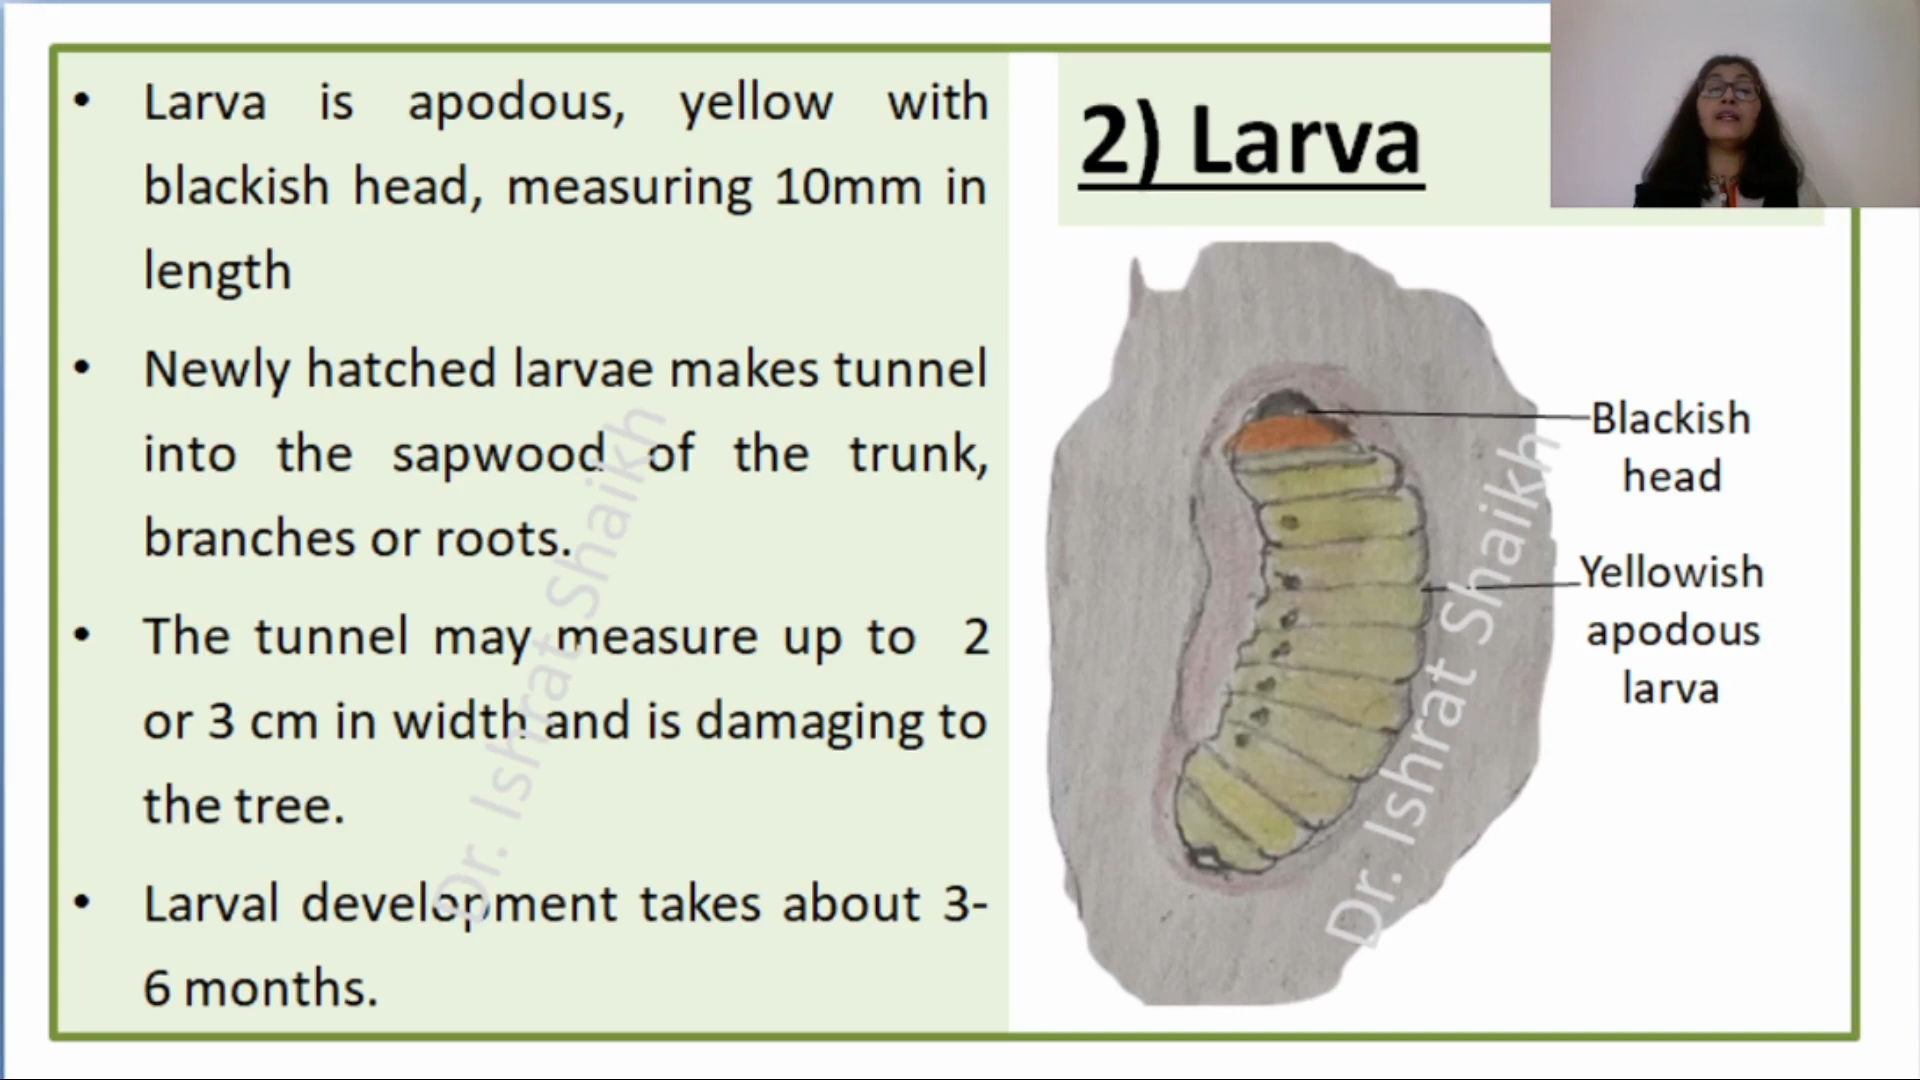 • Larva is apodous, yellow with
blackish head, measuring 10mm in
length
• Newly hatched larvae makes tunnel
into the sapwood of the trunk,
branches or roots.
• The tunnel may measure up to 2
or 3 cm in width and is damaging to
the tree.
• Larval development takes about 3-
6 months.
Dr. Ishrat Shaikh
2) Larva
Blackish
head
Yellowish
apodous
larva
Dr. Ishrat Shaikh